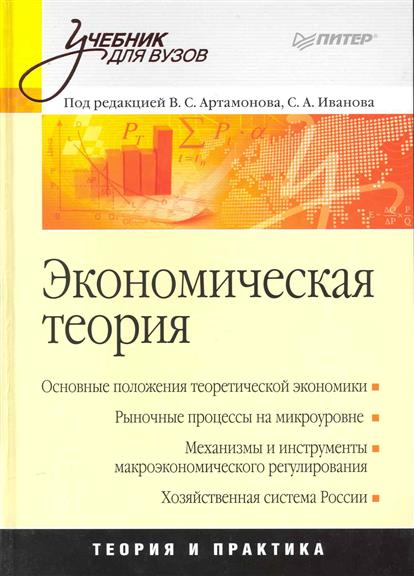 УЧЕБНИК
ДЛЯ ВУЗОВ
ПИТЕР®
Под редакцией В. С. Артамонова, С. А. Иванова
Экономическая
теория
Основные положения теоретической экономики
Рыночные процессы на микроуровне
Механизмы и инструменты
макроэкономического регулирования
Хозяйственная система России
ТЕОРИЯ И ПРАКТИКА